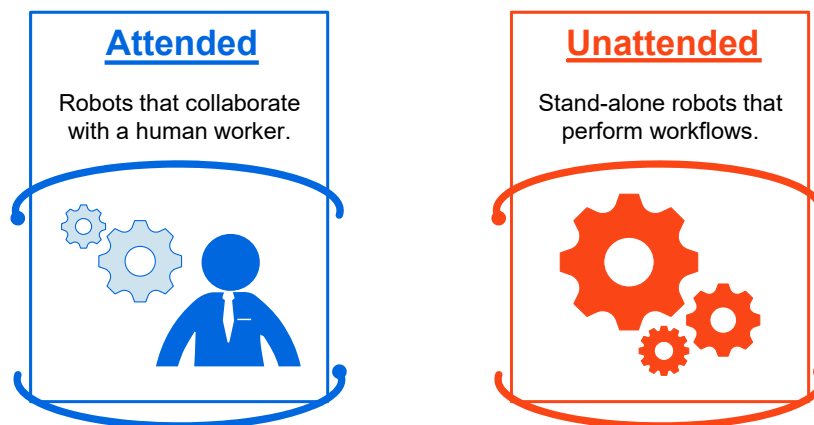 Attended
Robots that collaborate
with a human worker.
Unattended
Stand-alone robots that
perform workflows.